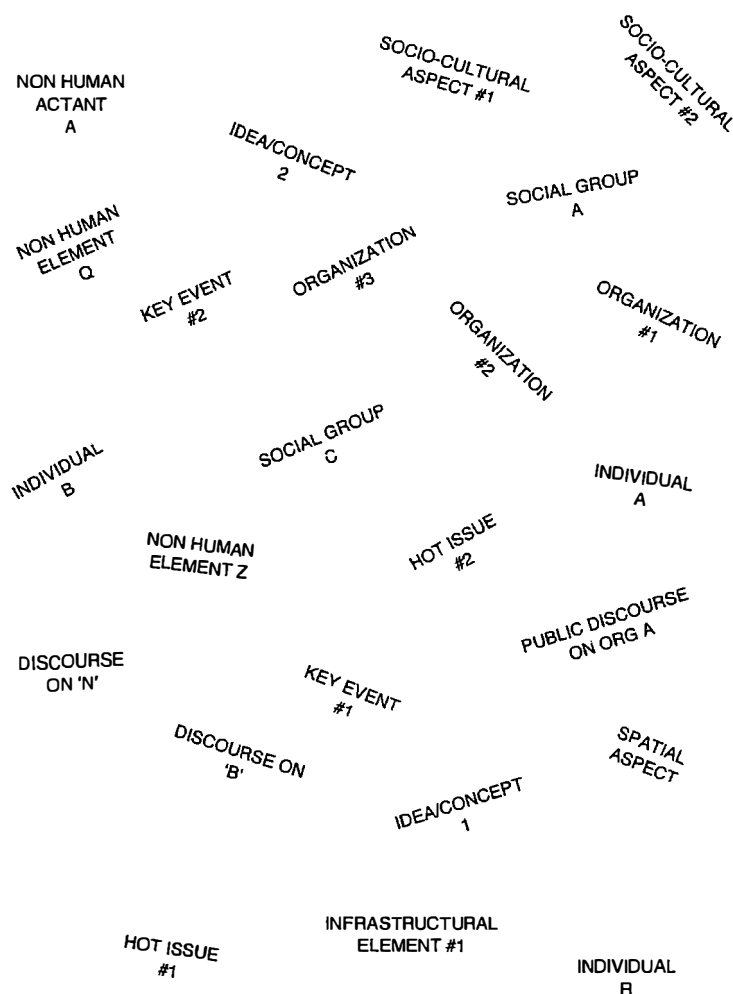 SOCIO-CULTURAL
ASPECT #1
SOCIO-CULTURAL
ASPECT #2
NON HUMAN
ACTANT
A
IDEA/CONCEPT
2
SOCIAL GROUP
A
NON HUMAN
ELEMENT
Q
KEY EVENT
#2
ORGANIZATION
#3
ORGANIZATION
#2
ORGANIZATION
#1
INDIVIDUAL
B
SOCIAL GROUP
C
INDIVIDUAL
A
NON HUMAN
ELEMENT Z
HOT ISSUE
#2
PUBLIC DISCOURSE
ON ORG A
DISCOURSE
ON 'N'
KEY EVENT
#1
DISCOURSE ON
'B'
SPATIAL
ASPECT
IDEA/CONCEPT
1
HOT ISSUE
#1
INFRASTRUCTURAL
ELEMENT #1
INDIVIDUAL